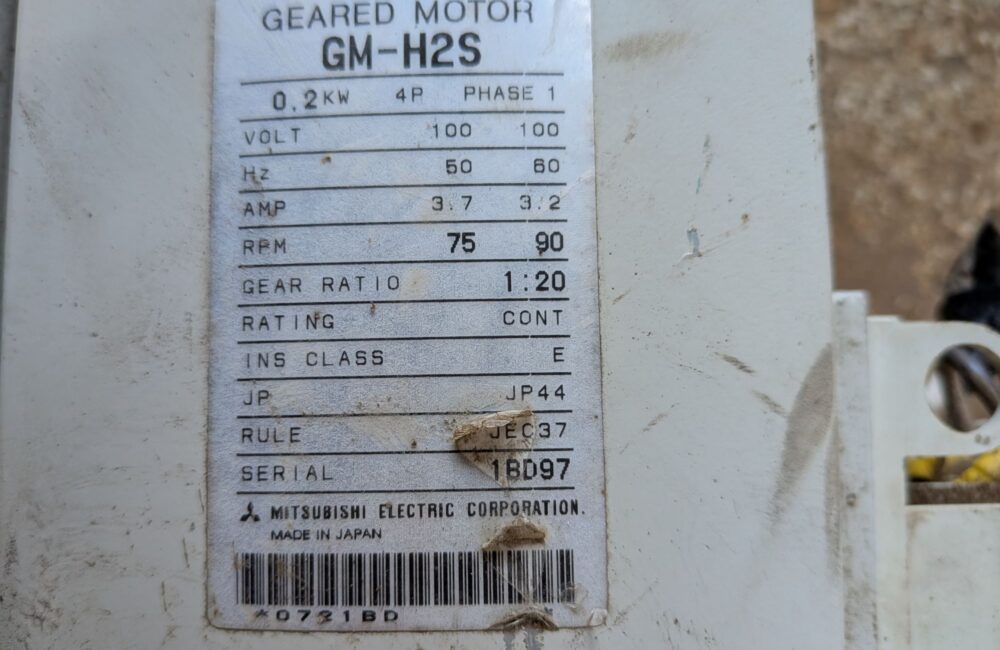 GEARED MOTOR
GM-H2S
0.2KW 4P PHASE 1
VOLT 100 100
Hz 50 60
AMP 3.7 3.2
RPM 75 90
GEAR RATIO 1:20
RATING CONT
INS CLASS E
JP JP44
RULE JEC37
SERIAL 1BD97
MITSUBISHI ELECTRIC CORPORATION.
MADE IN JAPAN
*0731BD